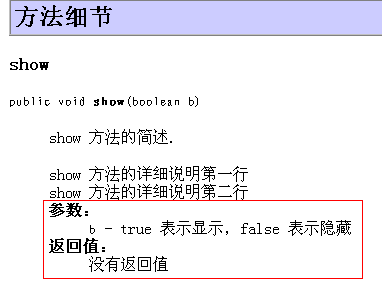 方法细节
show
public void show(boolean b)
show 方法的简述.
show 方法的详细说明第一行
show 方法的详细说明第二行
参数：
b - true 表示显示，false 表示隐藏
返回值：
没有返回值